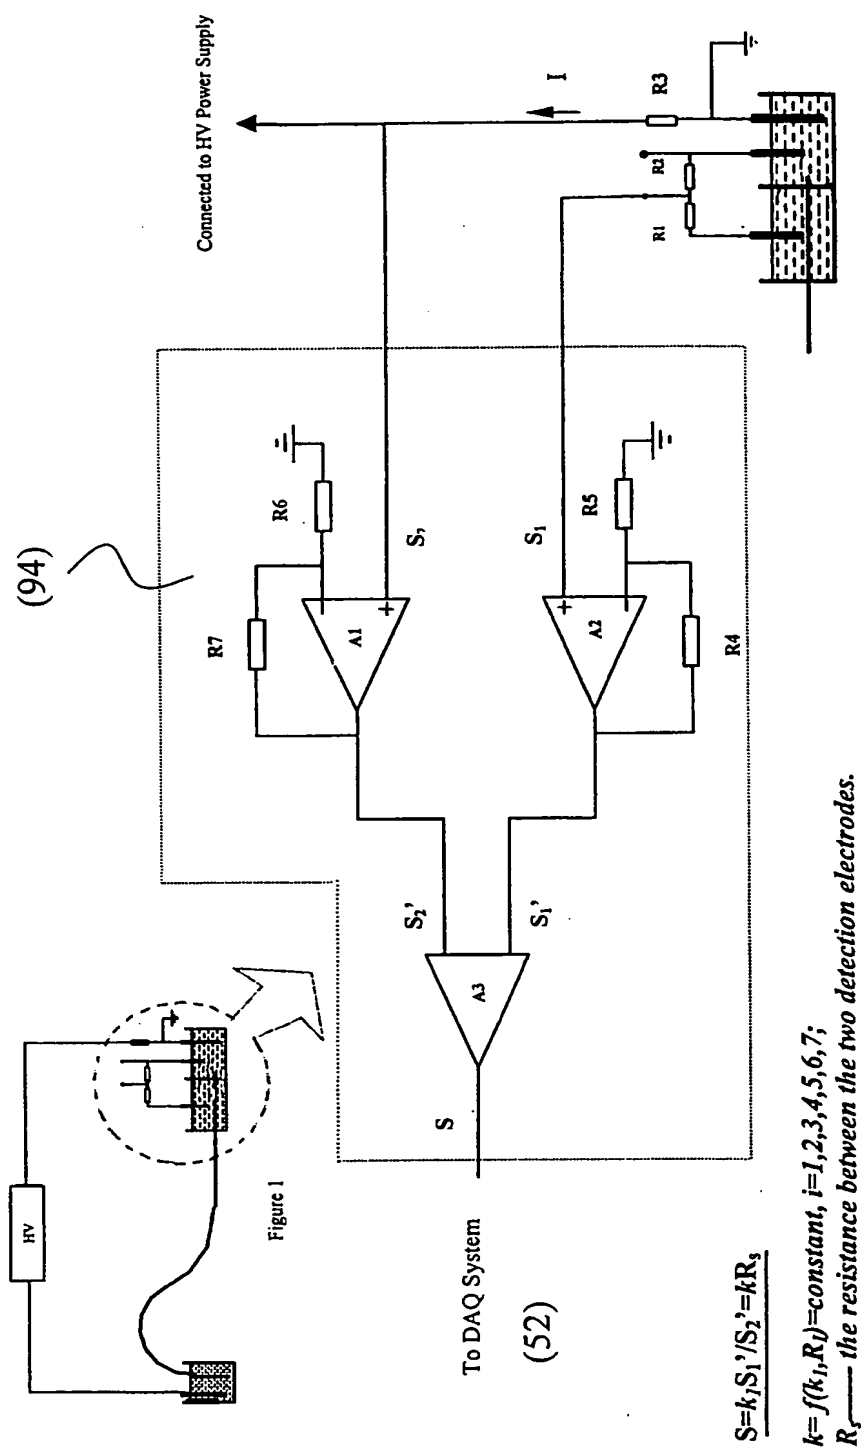 (94)
Connected to HV Power Supply
I
R3
R2
R1
R6
R7
A1
S₂
S₁
R5
A2
R4
S₂'
S₁'
A3
S
HV
Figure 1
To DAQ System
(52)
S=k₁S₁'/S₂'=kRₛ
k= f(k₁,Rᵢ)=constant, i=1,2,3,4,5,6,7;
Rₛ—— the resistance between the two detection electrodes.